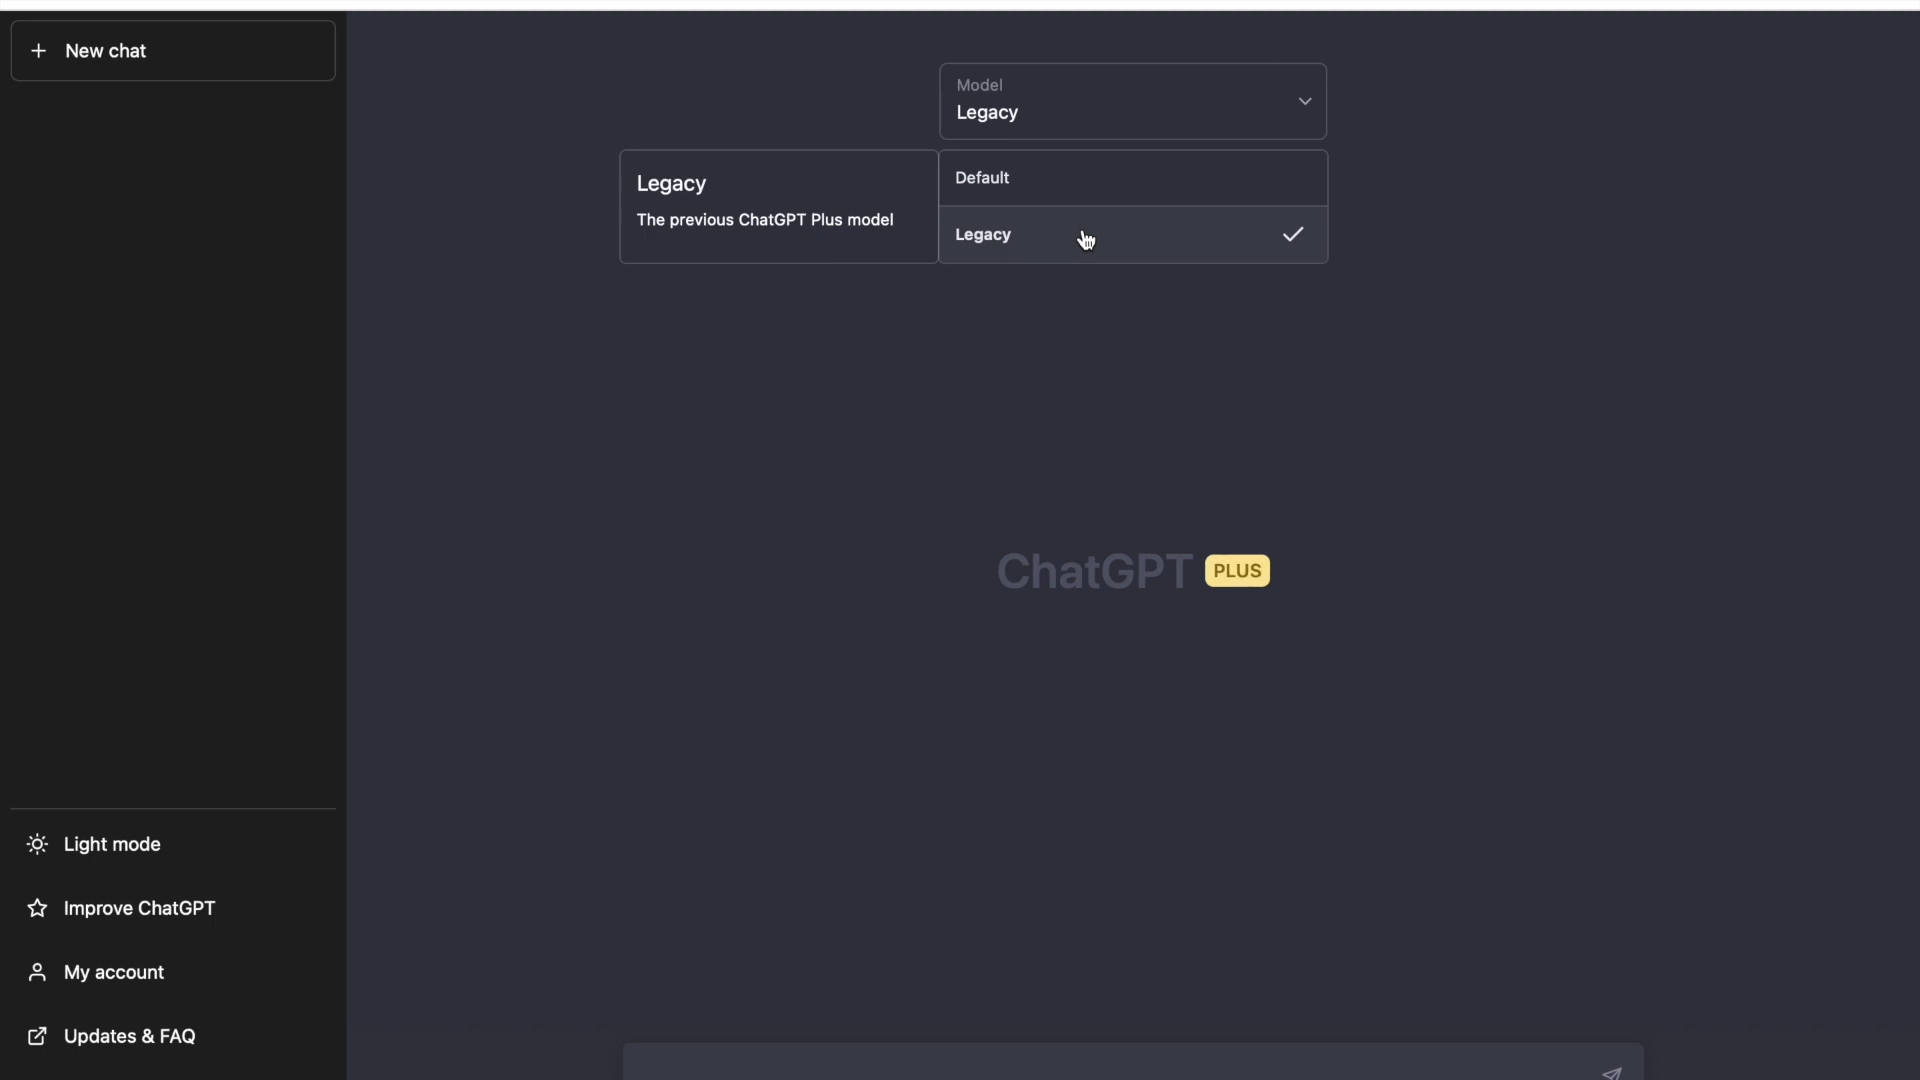 New chat
Model
Legacy
Legacy
The previous ChatGPT Plus model
Default
Legacy
ChatGPT PLUS
Light mode
Improve ChatGPT
My account
Updates & FAQ